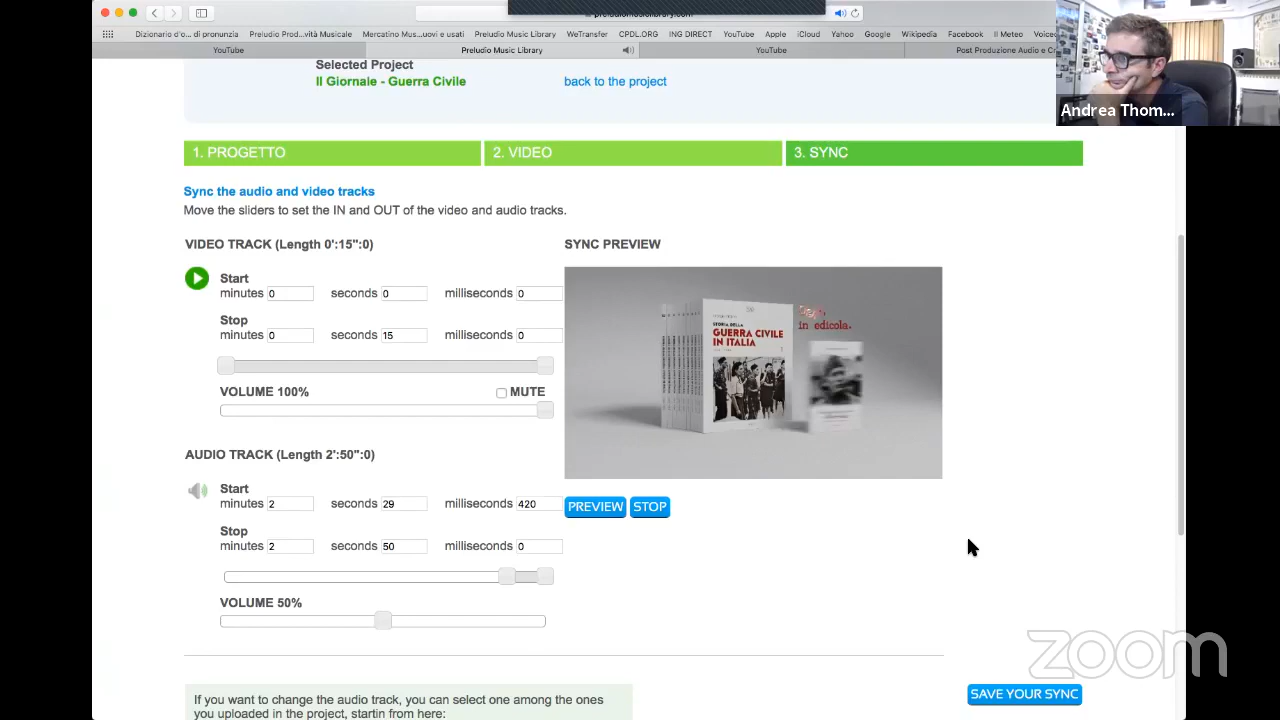 preludiomusiclibrary.com
Dizionario d'o... di pronunzia
Preludio Prod...vità Musicale
Mercatino Mus...uovi e usati
Preludio Music Library
WeTransfer
CPDL.ORG
ING DIRECT
YouTube
Apple
iCloud
Yahoo
Google
Wikipedia
Facebook
Il Meteo
YouTube
Preludio Music Library
YouTube
Post Produzione Audio e Cr
Andrea Thom...
Selected Project
Il Giornale - Guerra Civile
back to the project
1. PROGETTO
2. VIDEO
3. SYNC
Sync the audio and video tracks
Move the sliders to set the IN and OUT of the video and audio tracks.
VIDEO TRACK (Length 0':15":0)
SYNC PREVIEW
Start
minutes 0 seconds 0 milliseconds 0
Stop
minutes 0 seconds 15 milliseconds 0
VOLUME 100%
MUTE
STORIA DELLA
GUERRA CIVILE
IN ITALIA
in edicola.
AUDIO TRACK (Length 2':50":0)
Start
minutes 2 seconds 29 milliseconds 420
PREVIEW
STOP
Stop
minutes 2 seconds 50 milliseconds 0
VOLUME 50%
zoom
SAVE YOUR SYNC
If you want to charge the audio track, you can select one among the ones
you uploaded in the project, startin from here: